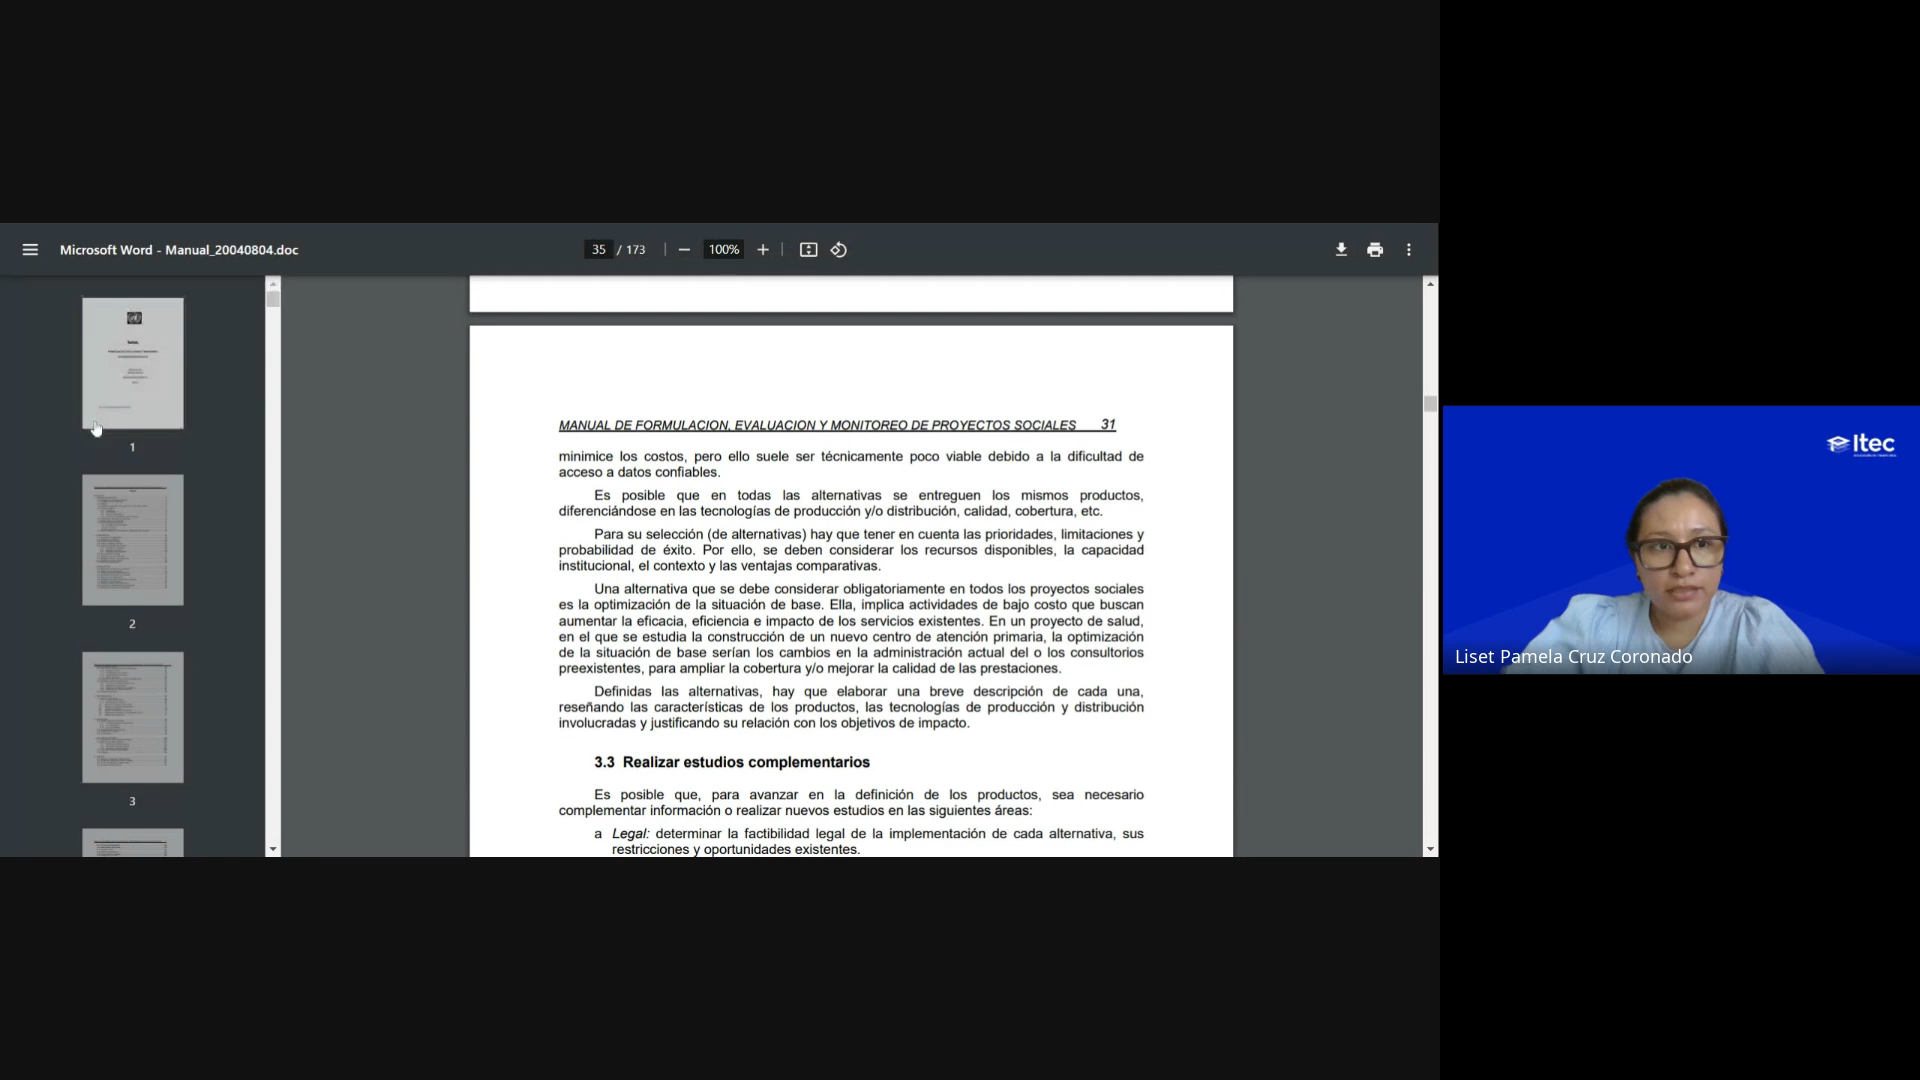 Microsoft Word - Manual_20040804.doc
35 / 173
100%
1
2
3
MANUAL DE FORMULACION, EVALUACION Y MONITOREO DE PROYECTOS SOCIALES 31
minimice los costos, pero ello suele ser técnicamente poco viable debido a la dificultad de
acceso a datos confiables.
Es posible que en todas las alternativas se entreguen los mismos productos,
diferenciándose en las tecnologías de producción y/o distribución, calidad, cobertura, etc.
Para su selección (de alternativas) hay que tener en cuenta las prioridades, limitaciones y
probabilidad de éxito. Por ello, se deben considerar los recursos disponibles, la capacidad
institucional, el contexto y las ventajas comparativas.
Una alternativa que se debe considerar obligatoriamente en todos los proyectos sociales
es la optimización de la situación de base. Ella, implica actividades de bajo costo que buscan
aumentar la eficacia, eficiencia e impacto de los servicios existentes. En un proyecto de salud,
en el que se estudia la construcción de un nuevo centro de atención primaria, la optimización
de la situación de base serían los cambios en la administración actual del o los consultorios
preexistentes, para ampliar la cobertura y/o mejorar la calidad de las prestaciones.
Definidas las alternativas, hay que elaborar una breve descripción de cada una,
reseñando las características de los productos, las tecnologías de producción y distribución
involucradas y justificando su relación con los objetivos de impacto.
3.3 Realizar estudios complementarios
Es posible que, para avanzar en la definición de los productos, sea necesario
complementar información o realizar nuevos estudios en las siguientes áreas:
a Legal: determinar la factibilidad legal de la implementación de cada alternativa, sus
restricciones y oportunidades existentes.
Itec
Liset Pamela Cruz Coronado